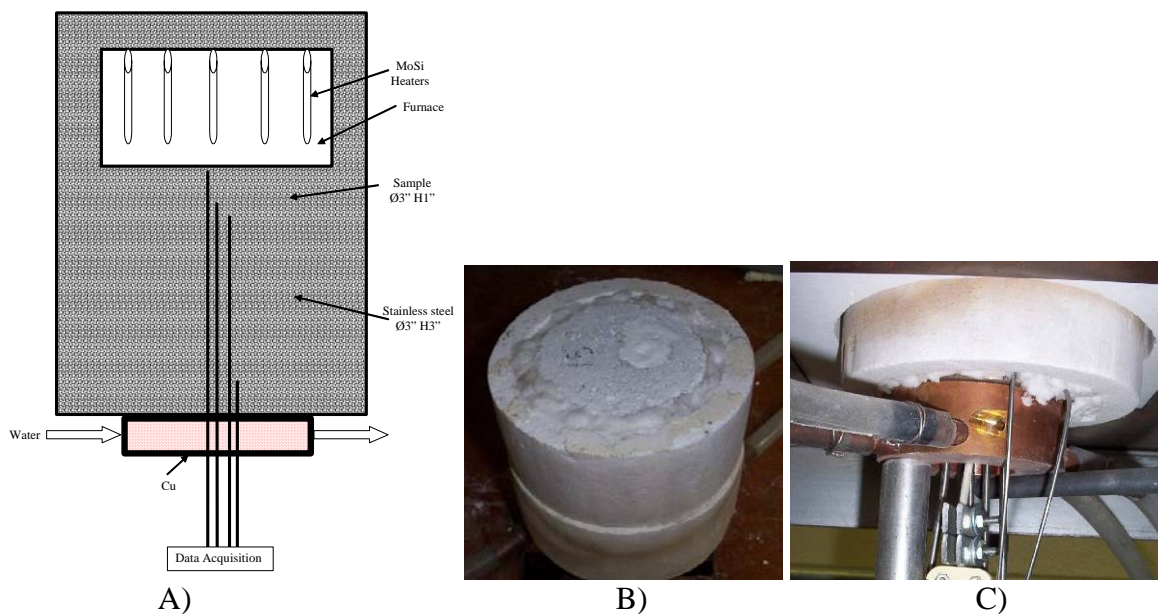 MoSi
Heaters
Furnace
Sample
Ø3” H1”
Stainless steel
Ø3” H3”
Water
Cu
Data Acquisition
A)
B)
C)